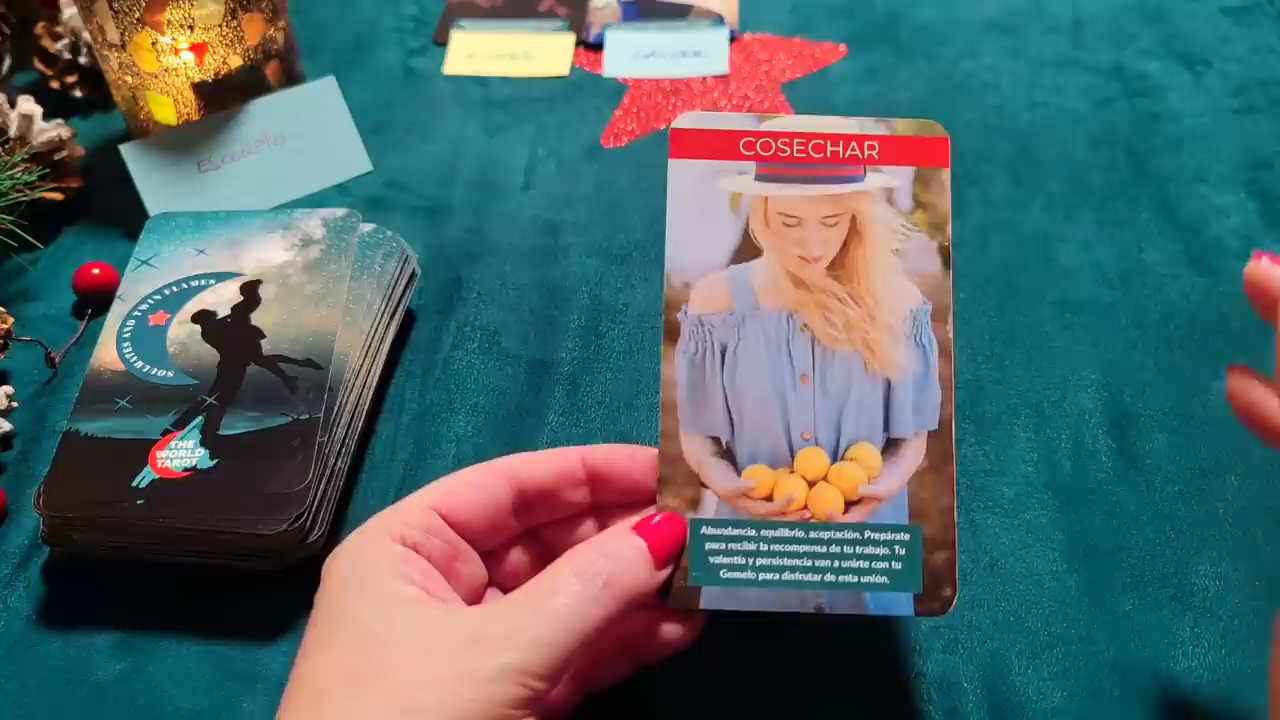 COSECHAR
Escorpio
SOULMATES AND TWIN FLAMES
THE
WORLD
TAROT
Abundancia, equilibrio, aceptación. Prepárate
para recibir la recompensa de tu trabajo. Tu
valentía y persistencia van a unirte con tu
Gemelo para disfrutar de esta unión.